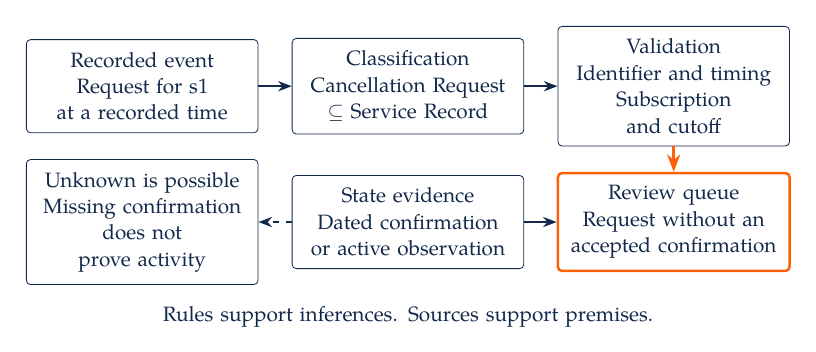 Recorded event
Request for s1
at a recorded time
Classification
Cancellation Request
⊆ Service Record
Validation
Identifier and timing
Subscription
and cutoff
Unknown is possible
Missing confirmation
does not
prove activity
State evidence
Dated confirmation
or active observation
Review queue
Request without an
accepted confirmation
Rules support inferences. Sources support premises.